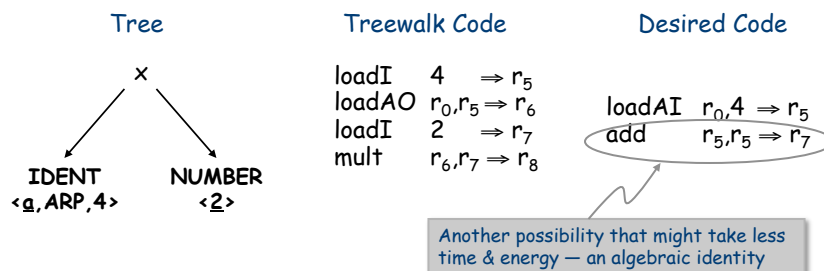 Tree
Treewalk Code
Desired Code
x
IDENT
<a,ARP,4>
NUMBER
<2>
loadI 4 ⇒ r5
loadAO r0,r5 ⇒ r6
loadI 2 ⇒ r7
mult r6,r7 ⇒ r8
loadAI r0,4 ⇒ r5
add r5,r5 ⇒ r7
Another possibility that might take less
time & energy — an algebraic identity